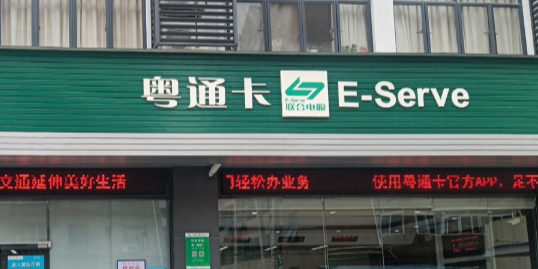 粤通卡 E-Serve 联合电服 E-Serve
交通延伸美好生活
门轻松办业务 使用粤通卡官方APP，足不